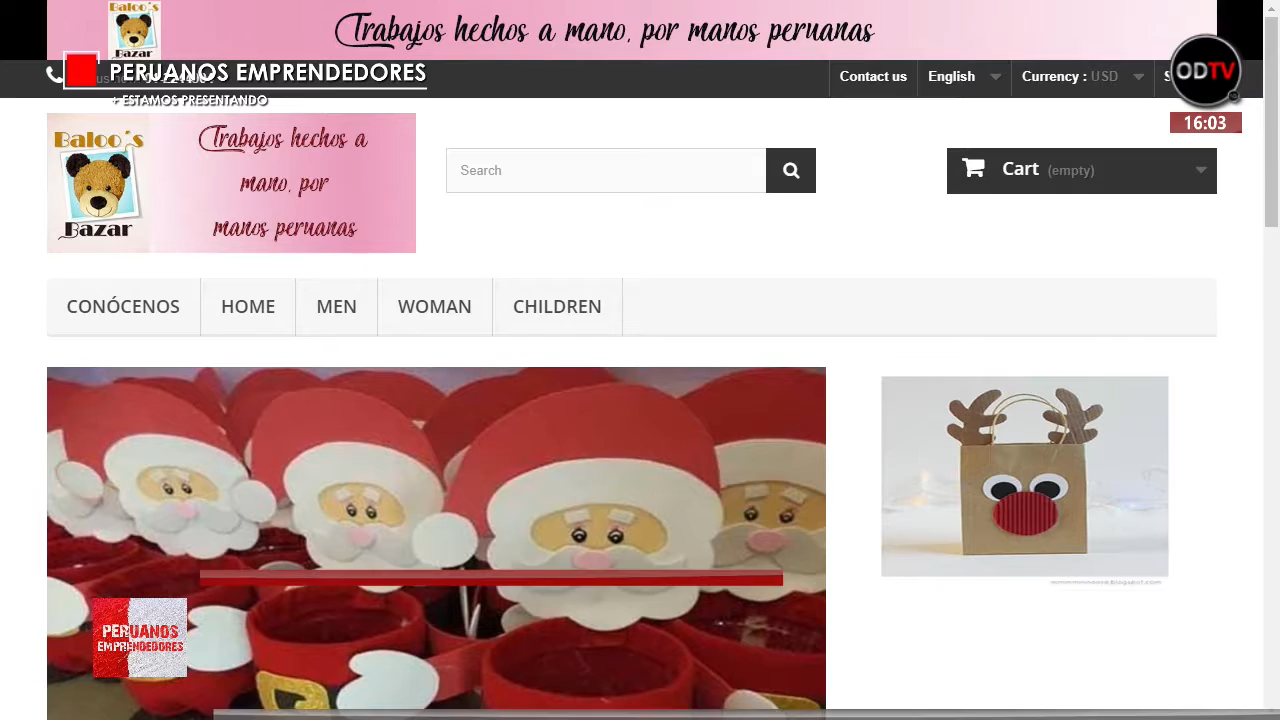 Baloo's
Bazar
Trabajos hechos a mano, por manos peruanas
PERUANOS EMPRENDEDORES
+ ESTAMOS PRESENTANDO
Contact us
English
Currency : USD
S
ODTV
16:03
Baloo's
Bazar
Trabajos hechos a
mano, por
manos peruanas
Search
Cart (empty)
CONÓCENOS
HOME
MEN
WOMAN
CHILDREN
PERUANOS
EMPRENDEDORES